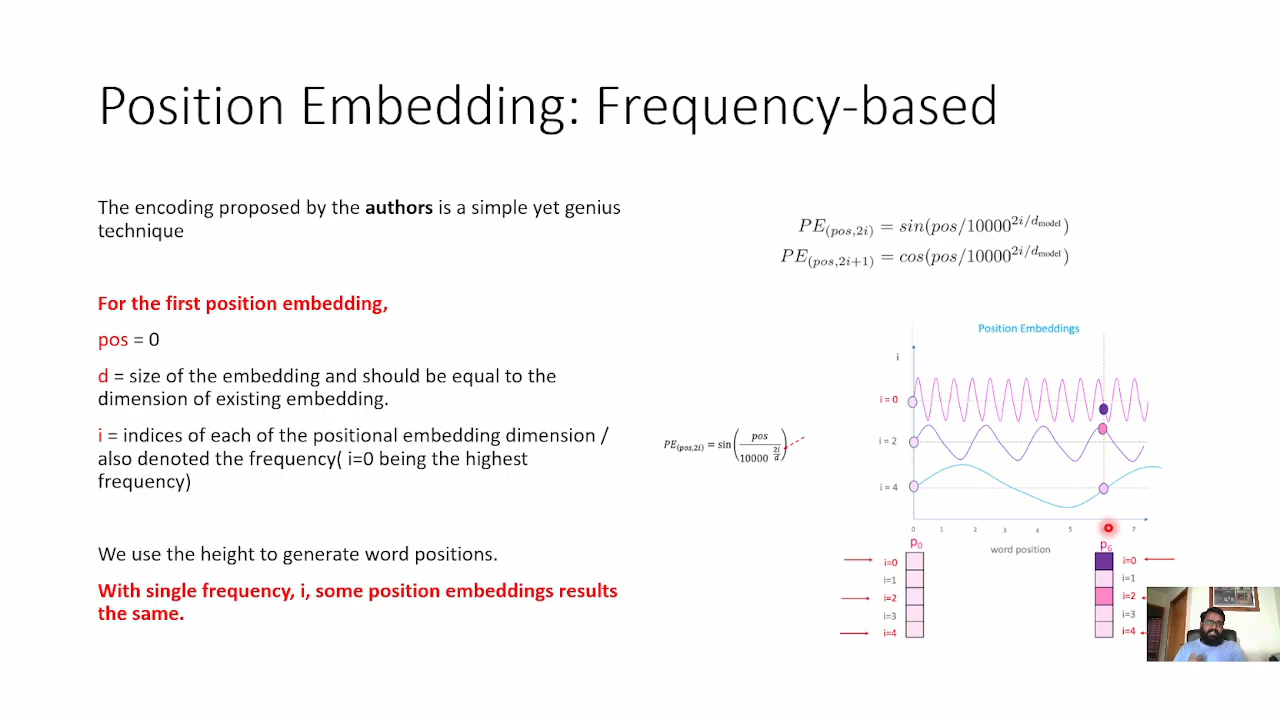 Position Embedding: Frequency-based
The encoding proposed by the authors is a simple yet genius
technique
For the first position embedding,
pos = 0
d = size of the embedding and should be equal to the
dimension of existing embedding.
i = indices of each of the positional embedding dimension /
also denoted the frequency( i=0 being the highest
frequency)
We use the height to generate word positions.
With single frequency, i, some position embeddings results
the same.
PE(pos,2i) = sin(pos/10000^2i/dmodel)
PE(pos,2i+1) = cos(pos/10000^2i/dmodel)
PE(pos,2i) = sin(pos/10000^2i/d)
Position Embeddings
i
i = 0
i = 2
i = 4
0 1 2 3 4 5 7
word position
p0 p6
i=0 i=0
i=1 i=1
i=2 i=2
i=3 i=3
i=4 i=4